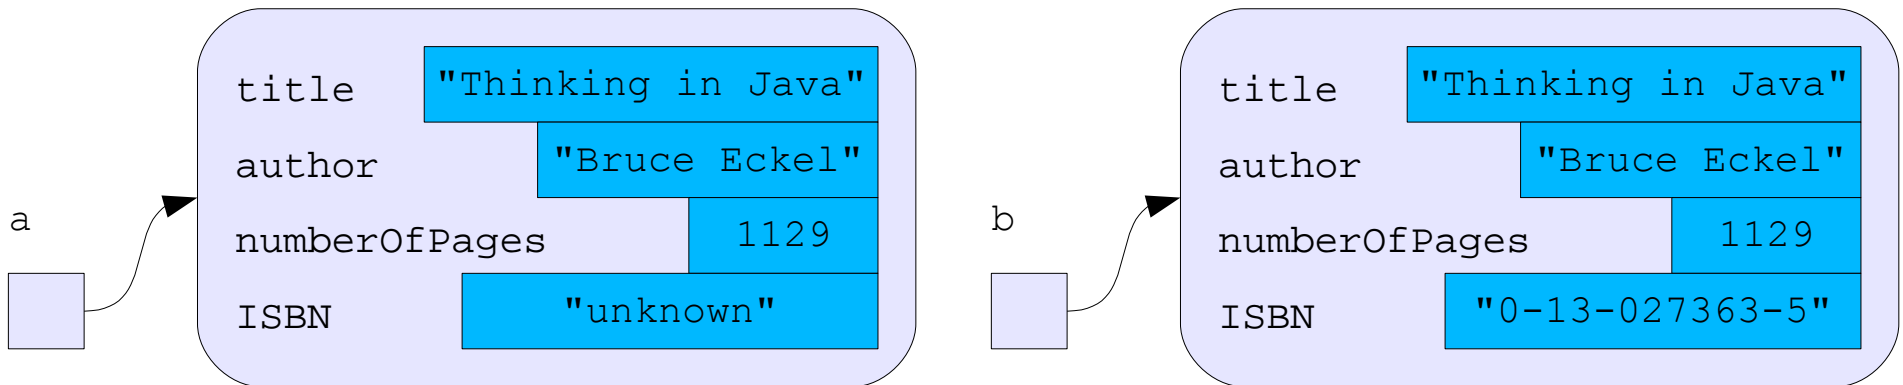 a
title "Thinking in Java"
author "Bruce Eckel"
numberOfPages 1129
ISBN "unknown"
b
title "Thinking in Java"
author "Bruce Eckel"
numberOfPages 1129
ISBN "0-13-027363-5"